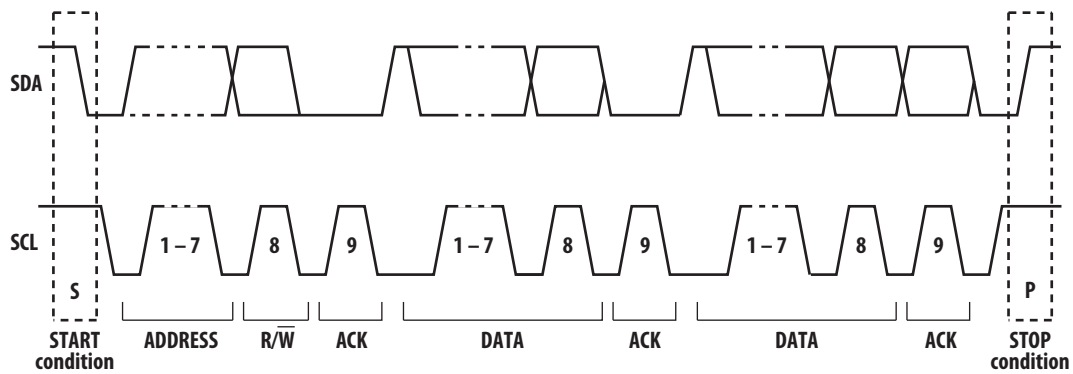 SDA
SCL
1 – 7 8 9 1 – 7 8 9 1 – 7 8 9
S P
START condition ADDRESS R/W̅ ACK DATA ACK DATA ACK STOP condition